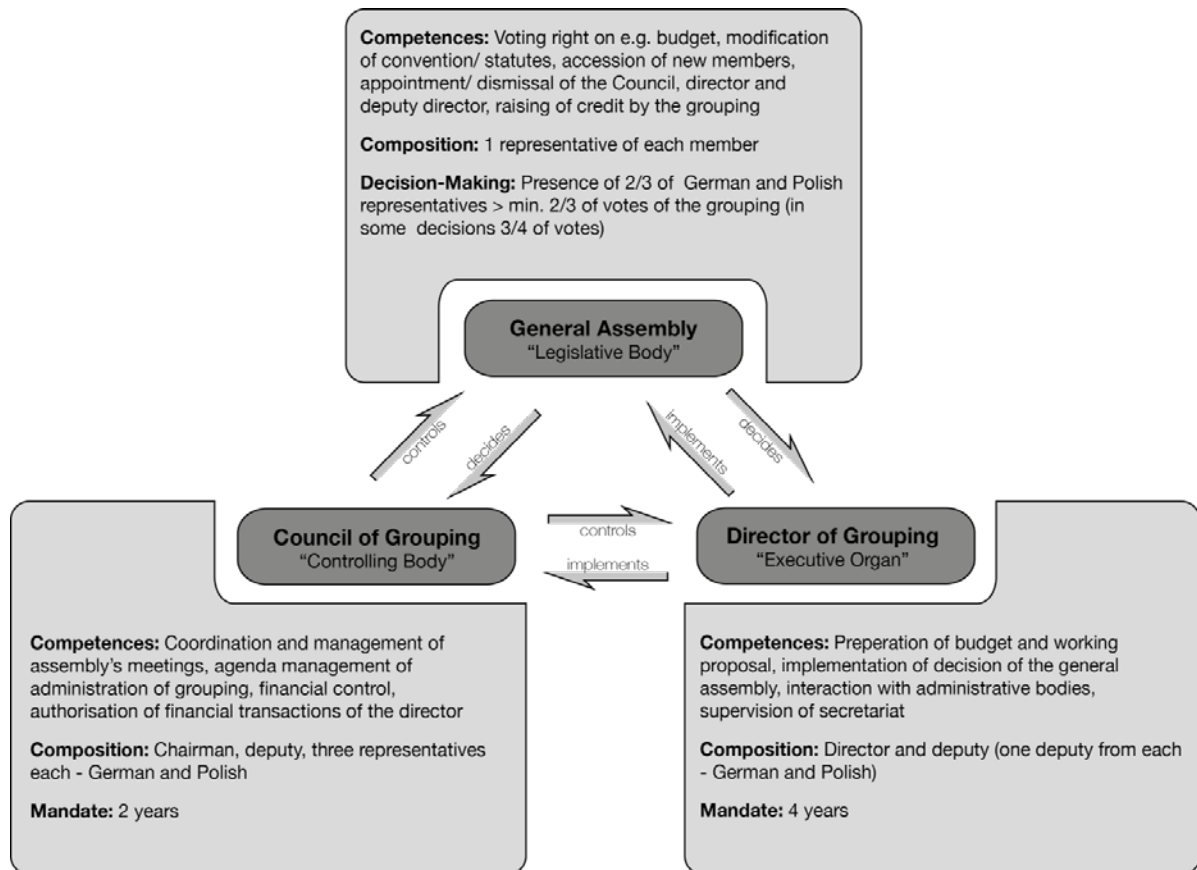 Competences: Voting right on e.g. budget, modification
of convention/ statutes, accession of new members,
appointment/ dismissal of the Council, director and
deputy director, raising of credit by the grouping
Composition: 1 representative of each member
Decision-Making: Presence of 2/3 of German and Polish
representatives > min. 2/3 of votes of the grouping (in
some decisions 3/4 of votes)
General Assembly
“Legislative Body”
controls
decides
implements
decides
Council of Grouping
“Controlling Body”
controls
implements
Director of Grouping
“Executive Organ”
Competences: Coordination and management of
assembly's meetings, agenda management of
administration of grouping, financial control,
authorisation of financial transactions of the director
Composition: Chairman, deputy, three representatives
each - German and Polish
Mandate: 2 years
Competences: Preperation of budget and working
proposal, implementation of decision of the general
assembly, interaction with administrative bodies,
supervision of secretariat
Composition: Director and deputy (one deputy from each
- German and Polish)
Mandate: 4 years